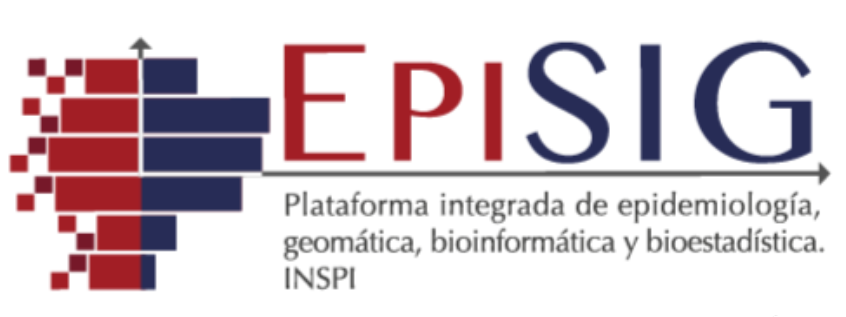 EpiSIG
Plataforma integrada de epidemiología,
geomática, bioinformática y bioestadística.
INSPI